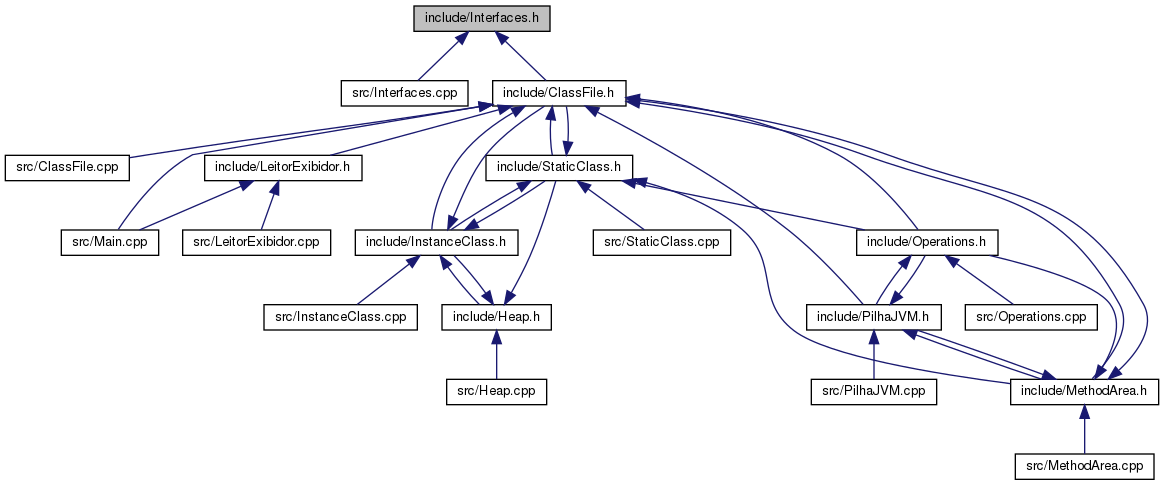 include/Interfaces.h
src/Interfaces.cpp
include/ClassFile.h
src/ClassFile.cpp
include/LeitorExibidor.h
include/StaticClass.h
src/Main.cpp
src/LeitorExibidor.cpp
include/InstanceClass.h
src/StaticClass.cpp
include/Operations.h
src/InstanceClass.cpp
include/Heap.h
include/PilhaJVM.h
src/Operations.cpp
src/Heap.cpp
src/PilhaJVM.cpp
include/MethodArea.h
src/MethodArea.cpp